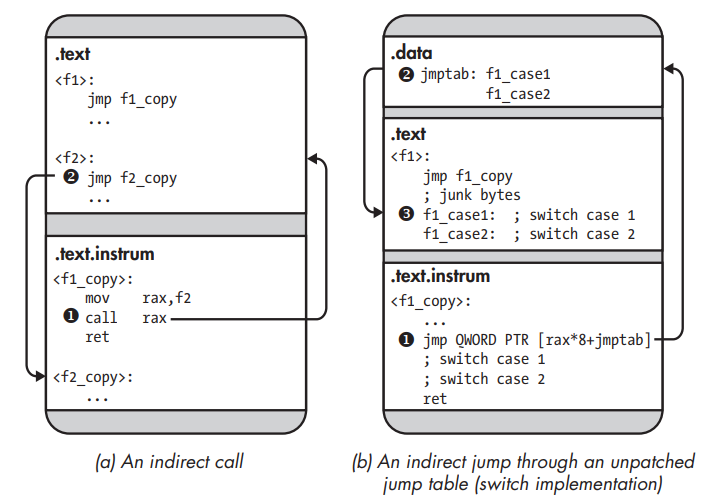 .text
<f1>:
jmp f1_copy
...
<f2>:
❷ jmp f2_copy
...
.text.instrum
<f1_copy>:
mov rax,f2
❶ call rax
ret
<f2_copy>:
...
(a) An indirect call
.data
❷ jmptab: f1_case1
f1_case2
.text
<f1>:
jmp f1_copy
; junk bytes
❸ f1_case1: ; switch case 1
f1_case2: ; switch case 2
.text.instrum
<f1_copy>:
...
❶ jmp QWORD PTR [rax*8+jmptab]
; switch case 1
; switch case 2
ret
(b) An indirect jump through an unpatched
jump table (switch implementation)